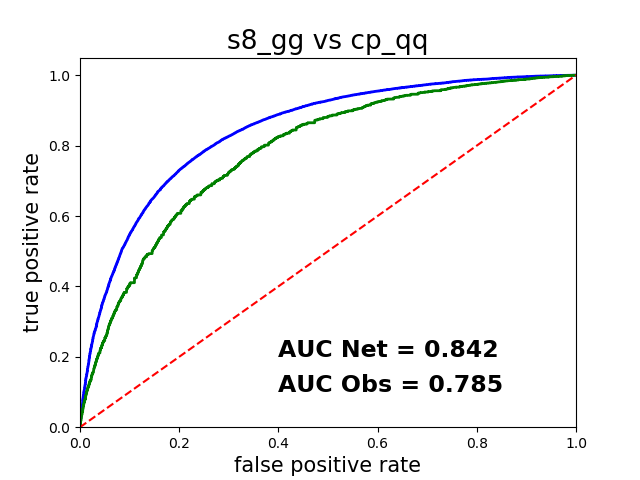 s8_gg vs cp_qq
true positive rate
1.0
0.8
0.6
0.4
0.2
0.0
AUC Net = 0.842
AUC Obs = 0.785
0.0 0.2 0.4 0.6 0.8 1.0
false positive rate